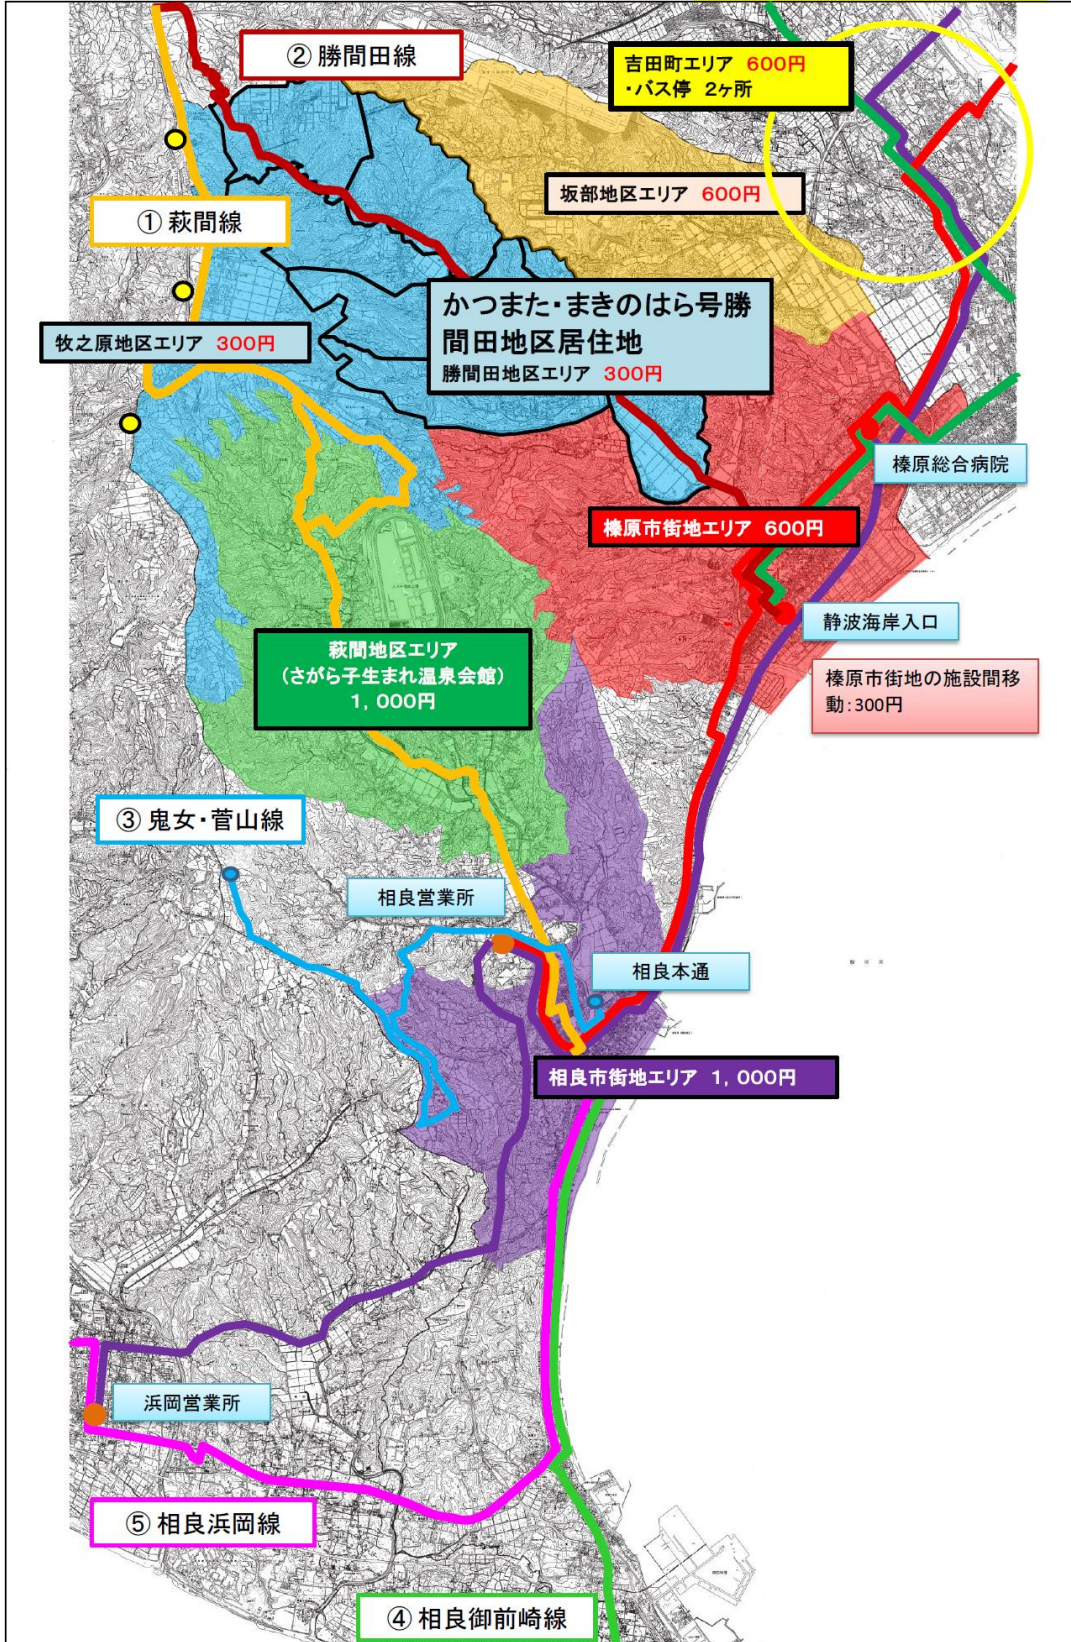 ② 勝間田線
吉田町エリア 600円
・バス停 2ヶ所
坂部地区エリア 600円
① 萩間線
かつまた・まきのはら号勝
間田地区居住地
勝間田地区エリア 300円
牧之原地区エリア 300円
榛原総合病院
榛原市街地エリア 600円
静波海岸入口
萩間地区エリア
(さがら子生まれ温泉会館)
1,000円
榛原市街地の施設間移
動:300円
③ 鬼女・菅山線
相良営業所
相良本通
相良市街地エリア 1,000円
浜岡営業所
⑤ 相良浜岡線
④ 相良御前崎線